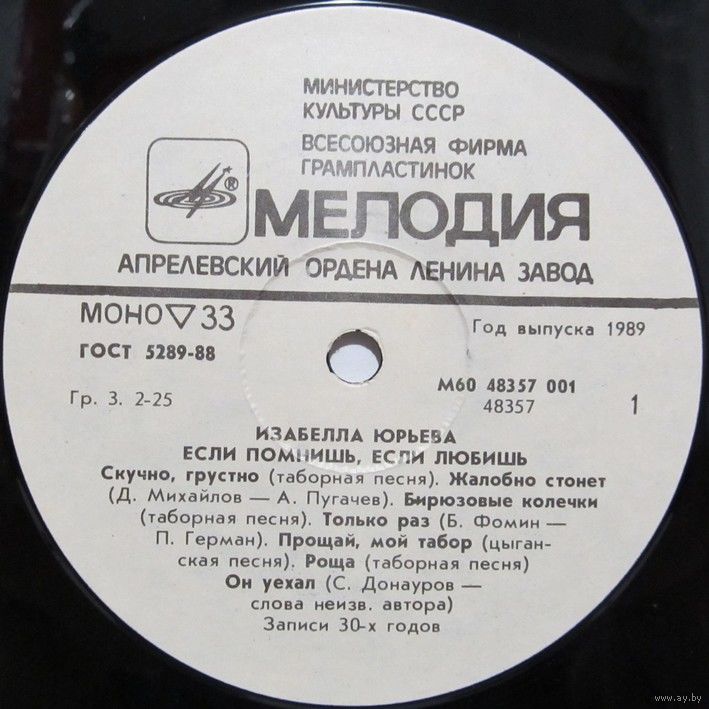 МИНИСТЕРСТВО
КУЛЬТУРЫ СССР
ВСЕСОЮЗНАЯ ФИРМА
ГРАМПЛАСТИНОК
®
МЕЛОДИЯ
АПРЕЛЕВСКИЙ ОРДЕНА ЛЕНИНА ЗАВОД
МОНО ▽ 33
Год выпуска 1989
ГОСТ 5289-88
Гр. 3. 2-25
М60 48357 001
48357
1
ИЗАБЕЛЛА ЮРЬЕВА
ЕСЛИ ПОМНИШЬ, ЕСЛИ ЛЮБИШЬ
Скучно, грустно (таборная песня). Жалобно стонет
(Д. Михайлов — А. Пугачев). Бирюзовые колечки
(таборная песня). Только раз (Б. Фомин —
П. Герман). Прощай, мой табор (цыган-
ская песня). Роща (таборная песня)
Он уехал (С. Донауров —
слова неизв. автора)
Записи 30-х годов
www.ay.by